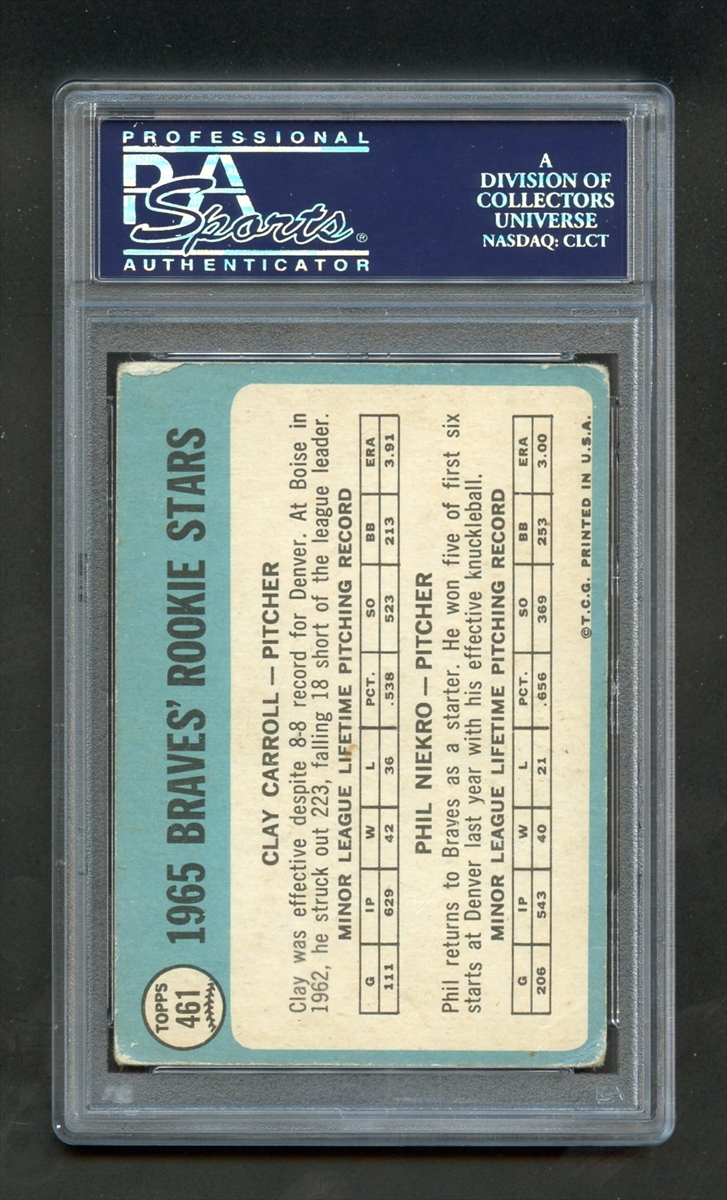 PROFESSIONAL
PSA
Sports®
AUTHENTICATOR
A
DIVISION OF
COLLECTORS
UNIVERSE
NASDAQ: CLCT
TOPPS
461
1965 BRAVES' ROOKIE STARS
CLAY CARROLL — PITCHER
Clay was effective despite 8-8 record for Denver. At Boise in
1962, he struck out 223, falling 18 short of the league leader.
MINOR LEAGUE LIFETIME PITCHING RECORD
G IP W L PCT. SO BB ERA
111 629 42 36 .538 523 213 3.91
PHIL NIEKRO — PITCHER
Phil returns to Braves as a starter. He won five of first six
starts at Denver last year with his effective knuckleball.
MINOR LEAGUE LIFETIME PITCHING RECORD
G IP W L PCT. SO BB ERA
206 543 40 21 .656 369 253 3.00
©T.C.G. PRINTED IN U.S.A.